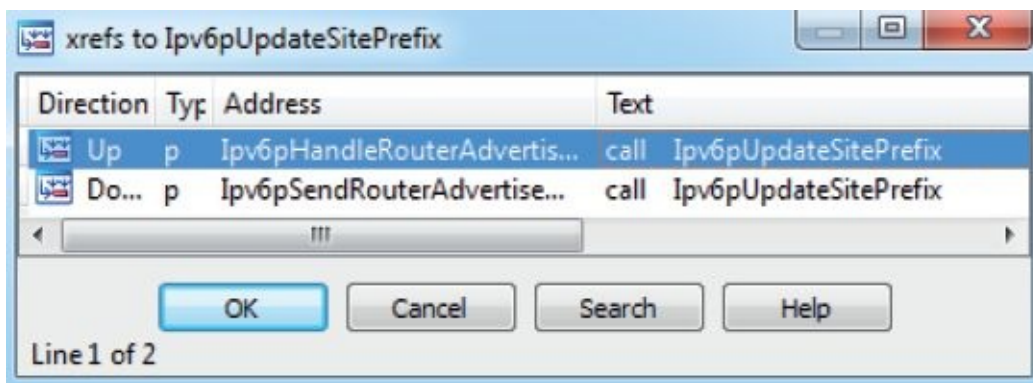 xrefs to Ipv6pUpdateSitePrefix
Direction Typ Address Text
Up p Ipv6pHandleRouterAdvertis... call Ipv6pUpdateSitePrefix
Do... p Ipv6pSendRouterAdvertise... call Ipv6pUpdateSitePrefix
OK Cancel Search Help
Line 1 of 2